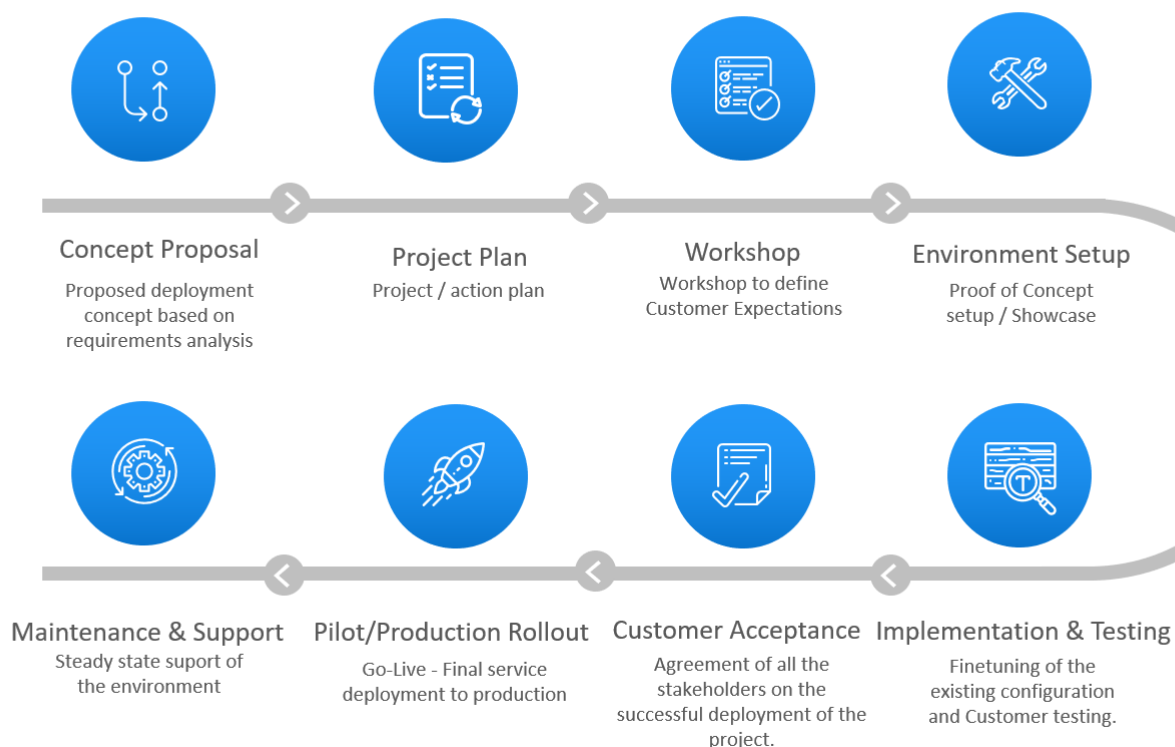 Concept Proposal
Proposed deployment
concept based on
requirements analysis
Project Plan
Project / action plan
Workshop
Workshop to define
Customer Expectations
Environment Setup
Proof of Concept
setup / Showcase
T
Implementation & Testing
Finetuning of the
existing configuration
and Customer testing.
Customer Acceptance
Agreement of all the
stakeholders on the
successful deployment of the
project.
Pilot/Production Rollout
Go-Live - Final service
deployment to production
Maintenance & Support
Steady state suport of
the environment